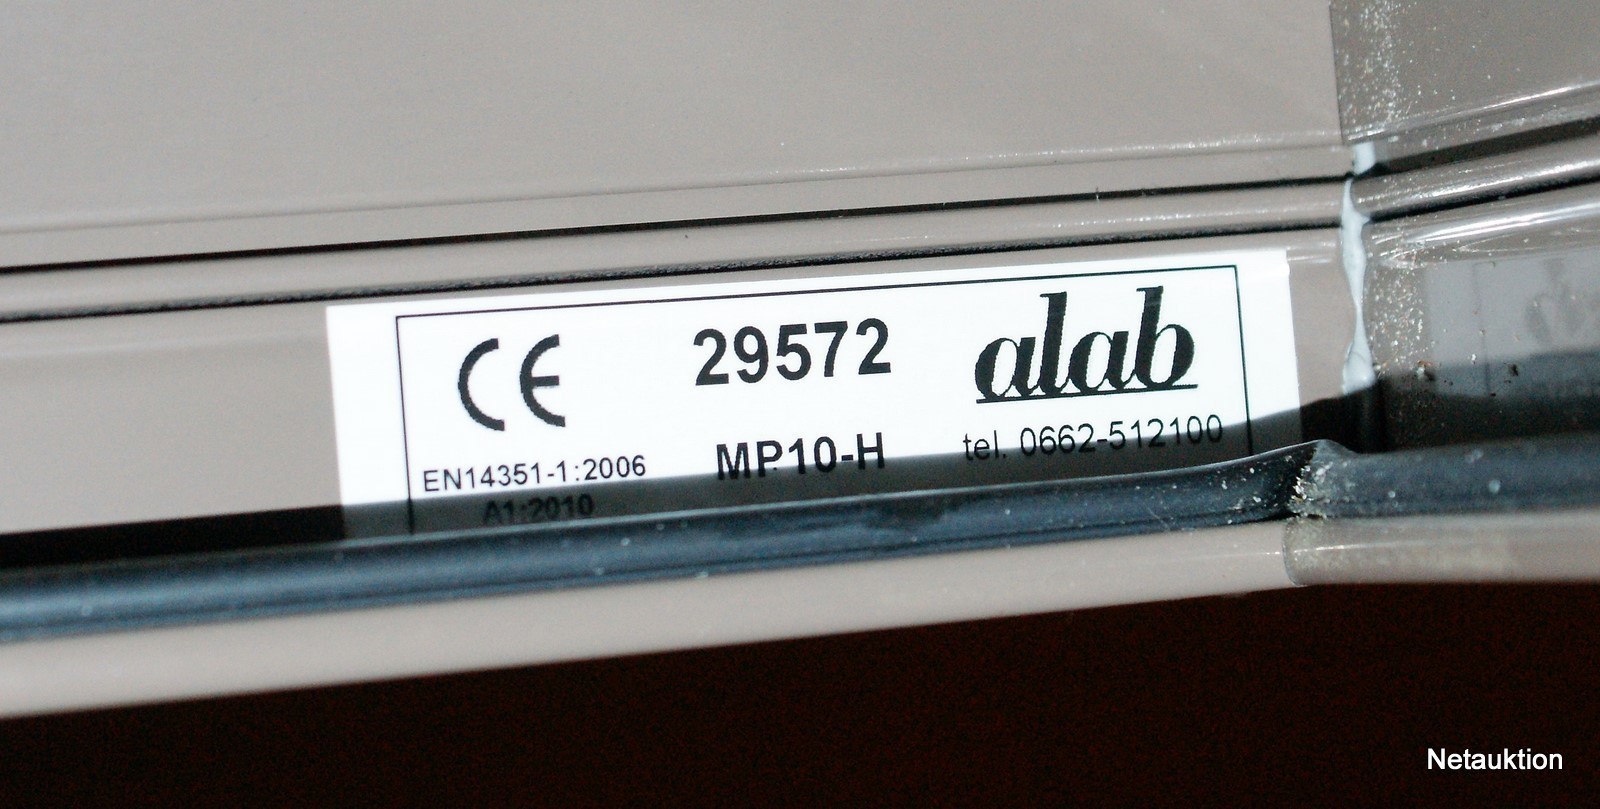 CE 29572 alab
EN14351-1:2006 MP10-H tel. 0662-512100
A1:2010
Netauktion